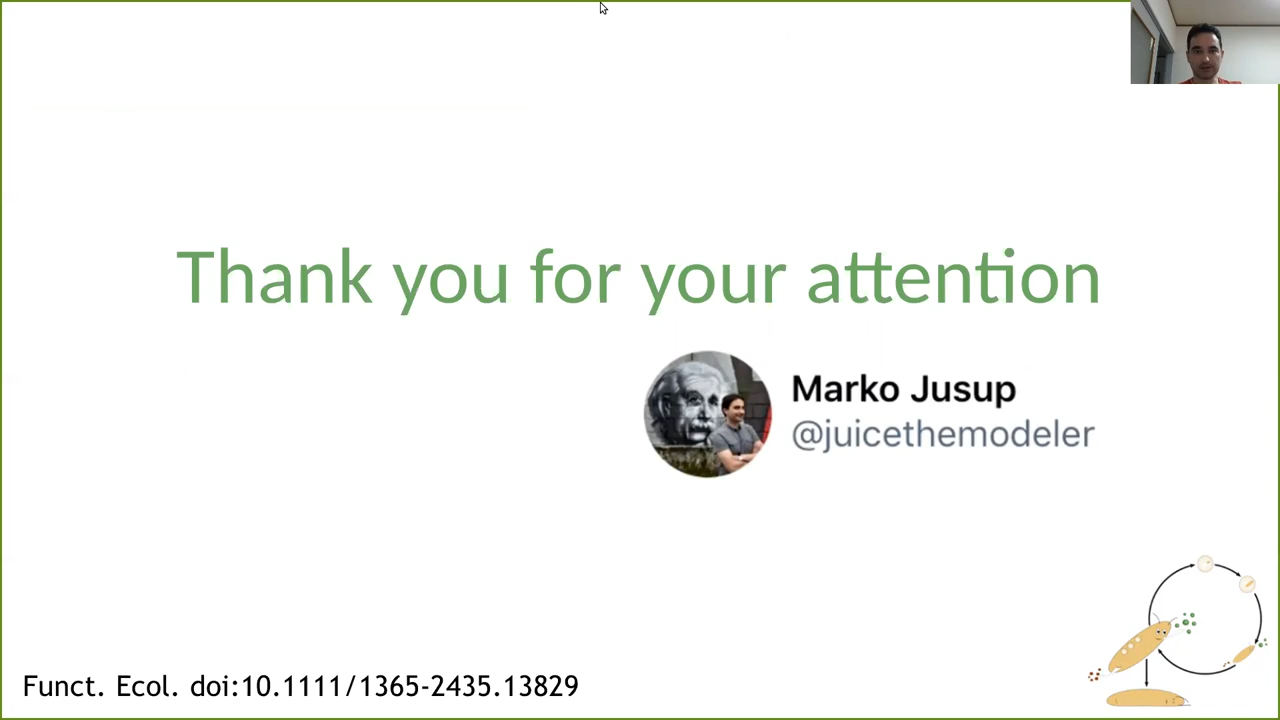 Thank you for your attention
Marko Jusup
@juicethemodeler
Funct. Ecol. doi:10.1111/1365-2435.13829